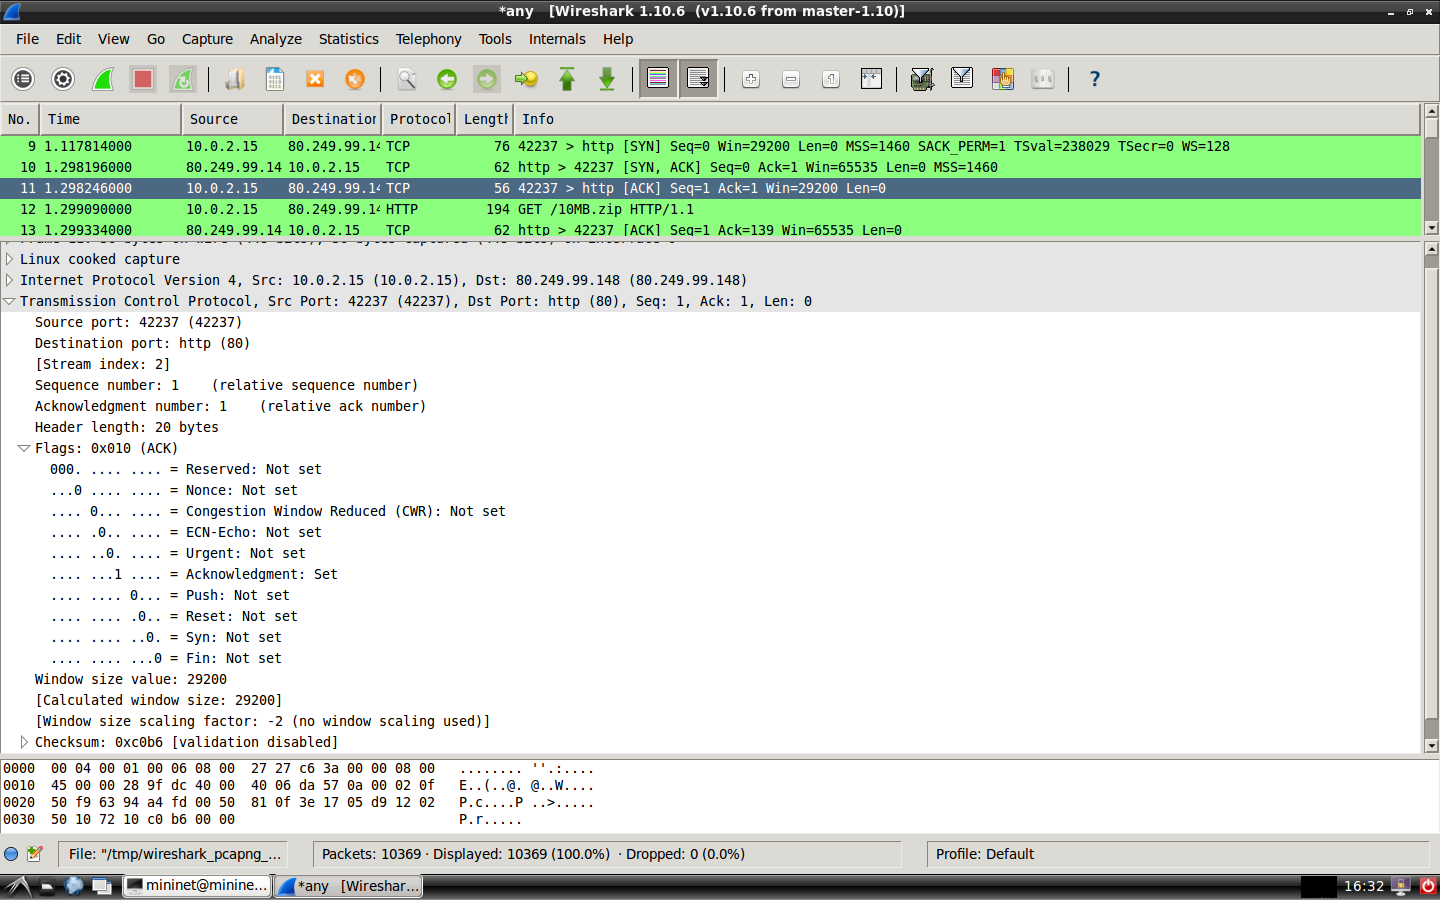 *any   [Wireshark 1.10.6  (v1.10.6 from master-1.10)]
File Edit View Go Capture Analyze Statistics Telephony Tools Internals Help
No. Time Source Destination Protocol Length Info
9 1.117814000 10.0.2.15 80.249.99.14 TCP 76 42237 > http [SYN] Seq=0 Win=29200 Len=0 MSS=1460 SACK_PERM=1 TSval=238029 TSecr=0 WS=128
10 1.298196000 80.249.99.14 10.0.2.15 TCP 62 http > 42237 [SYN, ACK] Seq=0 Ack=1 Win=65535 Len=0 MSS=1460
11 1.298246000 10.0.2.15 80.249.99.14 TCP 56 42237 > http [ACK] Seq=1 Ack=1 Win=29200 Len=0
12 1.299090000 10.0.2.15 80.249.99.14 HTTP 194 GET /10MB.zip HTTP/1.1
13 1.299334000 80.249.99.14 10.0.2.15 TCP 62 http > 42237 [ACK] Seq=1 Ack=139 Win=65535 Len=0
Linux cooked capture
Internet Protocol Version 4, Src: 10.0.2.15 (10.0.2.15), Dst: 80.249.99.148 (80.249.99.148)
Transmission Control Protocol, Src Port: 42237 (42237), Dst Port: http (80), Seq: 1, Ack: 1, Len: 0
Source port: 42237 (42237)
Destination port: http (80)
[Stream index: 2]
Sequence number: 1    (relative sequence number)
Acknowledgment number: 1    (relative ack number)
Header length: 20 bytes
Flags: 0x010 (ACK)
000. .... .... = Reserved: Not set
...0 .... .... = Nonce: Not set
.... 0... .... = Congestion Window Reduced (CWR): Not set
.... .0.. .... = ECN-Echo: Not set
.... ..0. .... = Urgent: Not set
.... ...1 .... = Acknowledgment: Set
.... .... 0... = Push: Not set
.... .... .0.. = Reset: Not set
.... .... ..0. = Syn: Not set
.... .... ...0 = Fin: Not set
Window size value: 29200
[Calculated window size: 29200]
[Window size scaling factor: -2 (no window scaling used)]
Checksum: 0xc0b6 [validation disabled]
0000  00 04 00 01 00 06 08 00  27 27 c6 3a 00 00 08 00   ........ ''.:....
0010  45 00 00 28 9f dc 40 00  40 06 da 57 0a 00 02 0f   E..(..@. @..W....
0020  50 f9 63 94 a4 fd 00 50  81 0f 3e 17 05 d9 12 02   P.c....P ..>.....
0030  50 10 72 10 c0 b6 00 00                            P.r.....
File: "/tmp/wireshark_pcapng_... Packets: 10369 · Displayed: 10369 (100.0%)  · Dropped: 0 (0.0%) Profile: Default
mininet@minine... *any   [Wireshar... 16:32